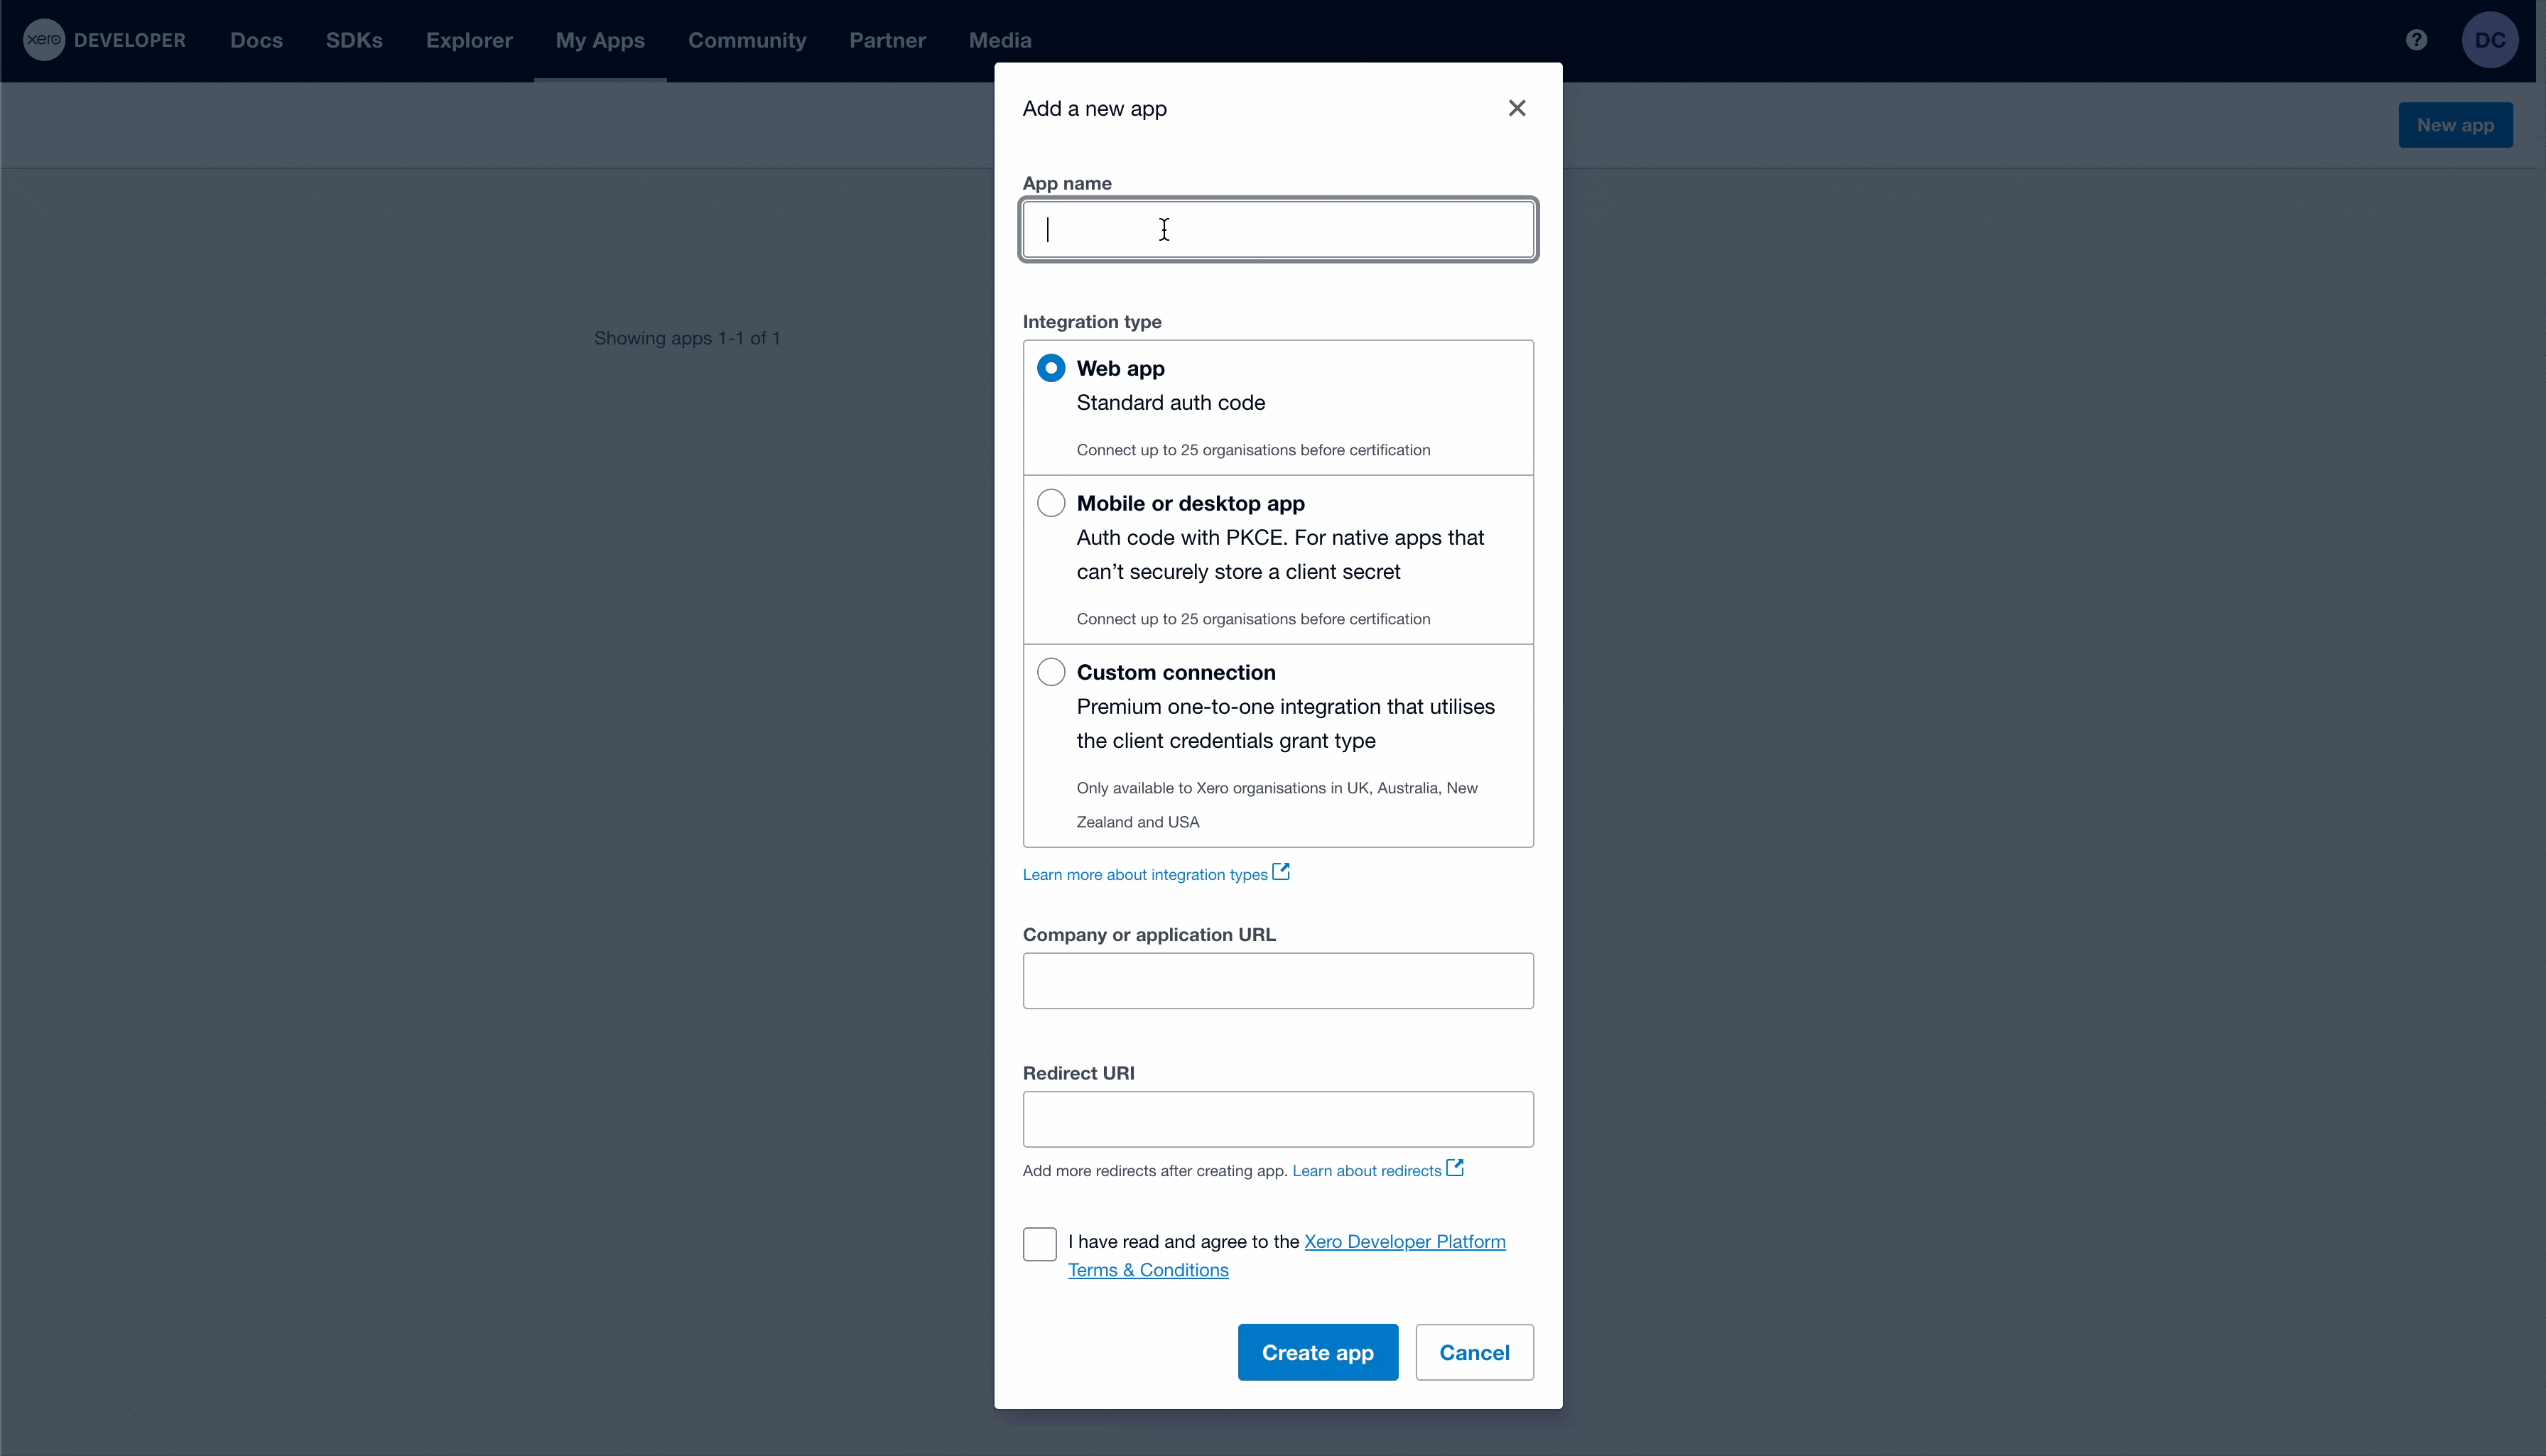 xero DEVELOPER Docs SDKs Explorer My Apps Community Partner Media ? DC
New app
Showing apps 1-1 of 1
Add a new app
App name
Integration type
Web app
Standard auth code
Connect up to 25 organisations before certification
Mobile or desktop app
Auth code with PKCE. For native apps that
can’t securely store a client secret
Connect up to 25 organisations before certification
Custom connection
Premium one-to-one integration that utilises
the client credentials grant type
Only available to Xero organisations in UK, Australia, New
Zealand and USA
Learn more about integration types
Company or application URL
Redirect URI
Add more redirects after creating app. Learn about redirects
I have read and agree to the Xero Developer Platform
Terms & Conditions
Create app Cancel